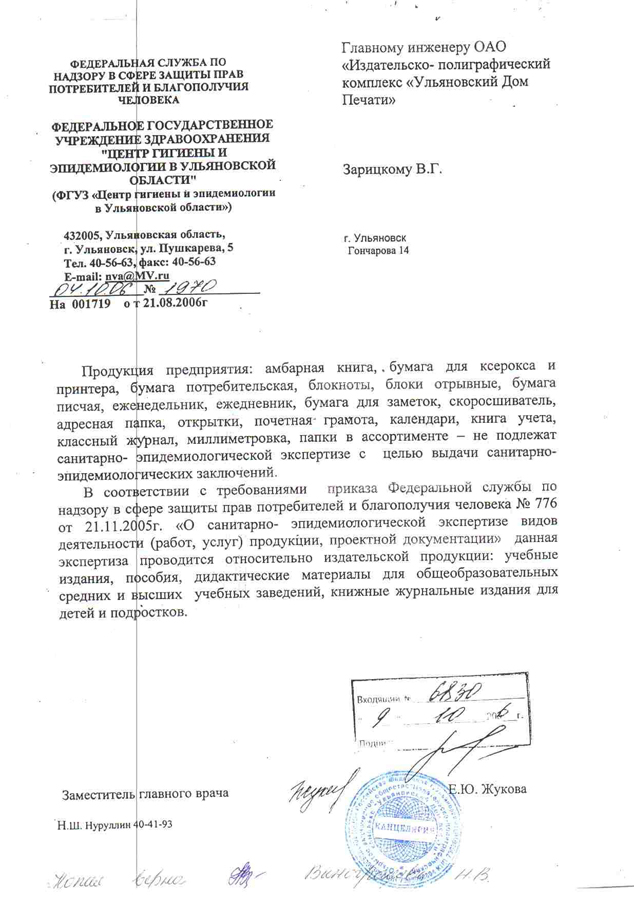 ФЕДЕРАЛЬНАЯ СЛУЖБА ПО
НАДЗОРУ В СФЕРЕ ЗАЩИТЫ ПРАВ
ПОТРЕБИТЕЛЕЙ И БЛАГОПОЛУЧИЯ
ЧЕЛОВЕКА
ФЕДЕРАЛЬНОЕ ГОСУДАРСТВЕННОЕ
УЧРЕЖДЕНИЕ ЗДРАВООХРАНЕНИЯ
"ЦЕНТР ГИГИЕНЫ И
ЭПИДЕМИОЛОГИИ В УЛЬЯНОВСКОЙ
ОБЛАСТИ"
(ФГУЗ «Центр гигиены и эпидемиологии
в Ульяновской области»)
432005, Ульяновская область,
г. Ульяновск, ул. Пушкарева, 5
Тел. 40-56-63, факс: 40-56-63
E-mail: nva@MV.ru
04.10.06 № 1970
На 001719 от 21.08.2006г
Главному инженеру ОАО
«Издательско- полиграфический
комплекс «Ульяновский Дом
Печати»
Зарицкому В.Г.
г. Ульяновск
Гончарова 14
Продукция предприятия: амбарная книга, . бумага для ксерокса и
принтера, бумага потребительская, блокноты, блоки отрывные, бумага
писчая, еженедельник, ежедневник, бумага для заметок, скоросшиватель,
адресная папка, открытки, почетная грамота, календари, книга учета,
классный журнал, миллиметровка, папки в ассортименте – не подлежат
санитарно- эпидемиологической экспертизе с целью выдачи санитарно-
эпидемиологических заключений.
В соответствии с требованиями приказа Федеральной службы по
надзору в сфере защиты прав потребителей и благополучия человека № 776
от 21.11.2005г. «О санитарно- эпидемиологической экспертизе видов
деятельности (работ, услуг) продукции, проектной документации» данная
экспертиза проводится относительно издательской продукции: учебные
издания, пособия, дидактические материалы для общеобразовательных
средних и высших учебных заведений, книжные журнальные издания для
детей и подростков.
Входящий № 6830
9 10 2006г.
Подпись
Заместитель главного врача
Е.Ю. Жукова
КАНЦЕЛЯРИЯ
Н.Ш. Нуруллин 40-41-93
Копия верна Н.В.